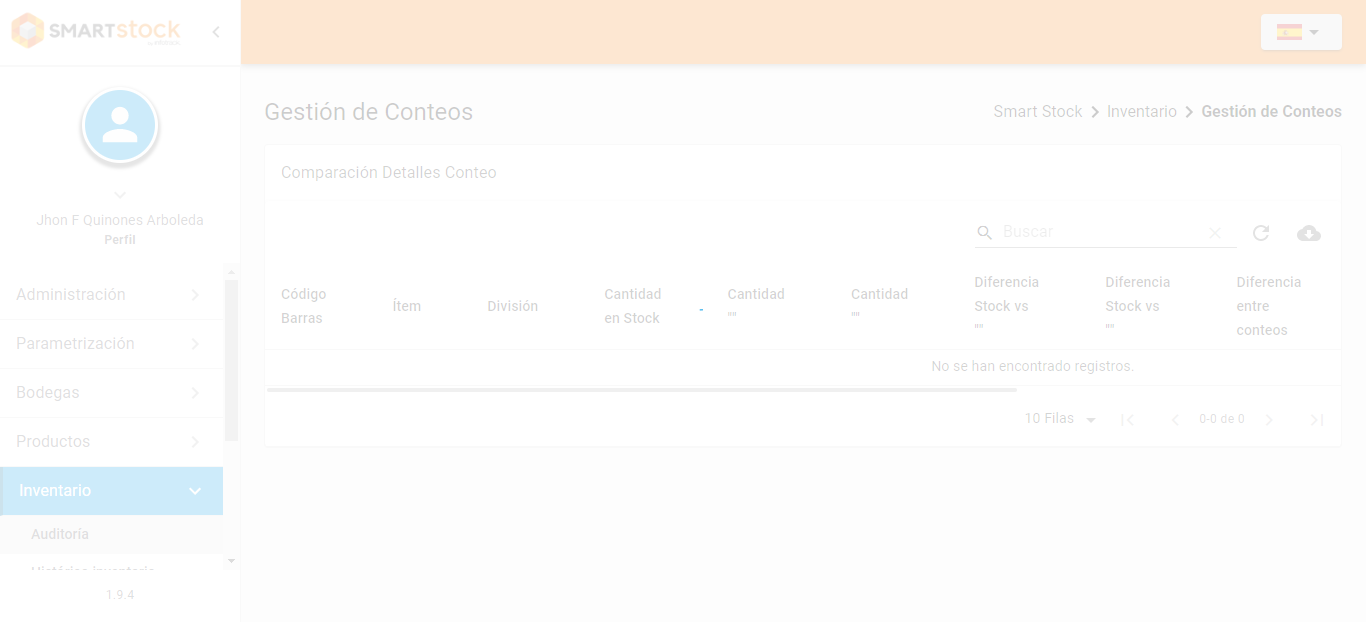 SMARTstock
Gestión de Conteos
Smart Stock
Inventario
Gestión de Conteos
Comparación Detalles Conteo
Jhon F Quinones Arboleda
Perfil
Buscar
Administración
Parametrización
Bodegas
Productos
Inventario
Auditoría
Histórico inventario
1.9.4
Código
Barras
Ítem
División
Cantidad
en Stock
Cantidad
""
Cantidad
""
Diferencia
Stock vs
""
Diferencia
Stock vs
""
Diferencia
entre
conteos
No se han encontrado registros.
10 Filas
0-0 de 0